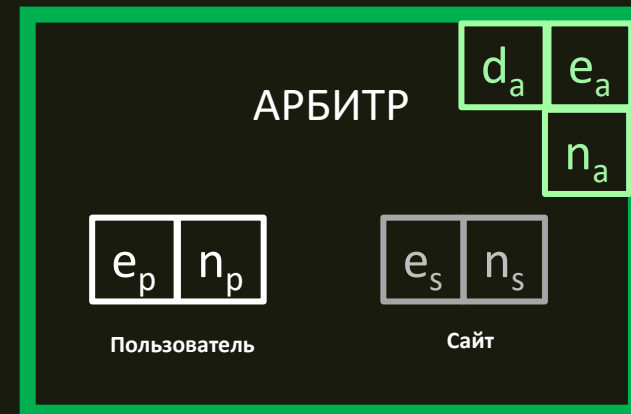 dₐ eₐ
АРБИТР
nₐ
eₚ nₚ eₛ nₛ
Пользователь Сайт